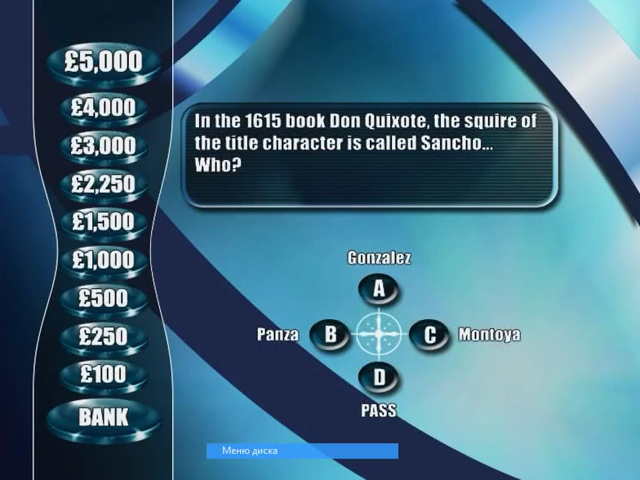 £5,000
£4,000
£3,000
£2,250
£1,500
£1,000
£500
£250
£100
BANK
In the 1615 book Don Quixote, the squire of
the title character is called Sancho...
Who?
Gonzalez
A
Panza B C Montoya
D
PASS
Меню диска